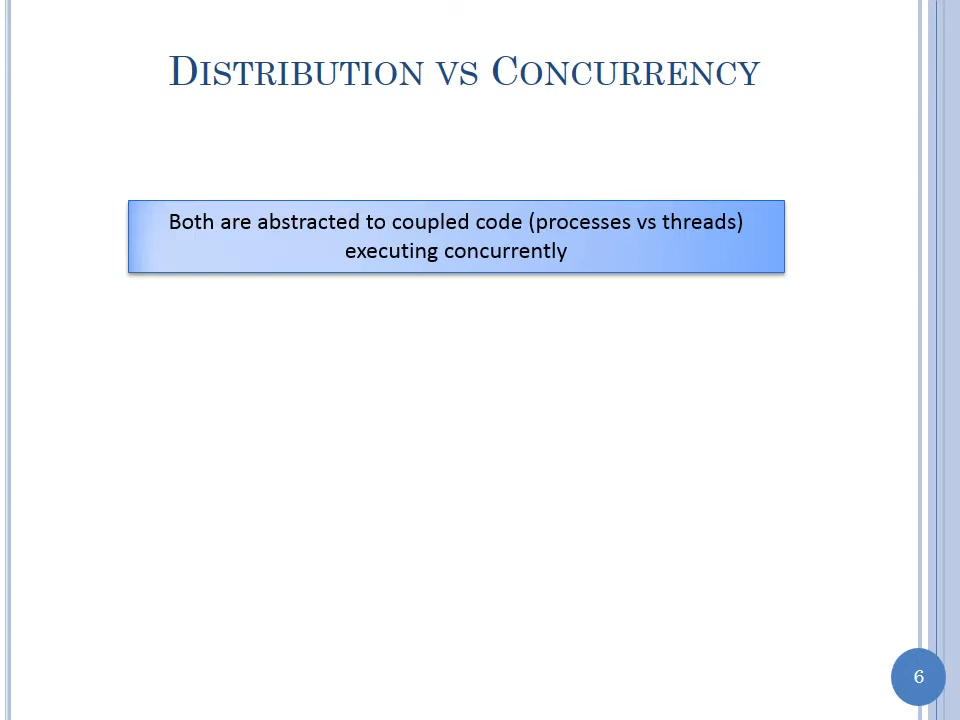 Distribution vs Concurrency
Both are abstracted to coupled code (processes vs threads)
executing concurrently
6